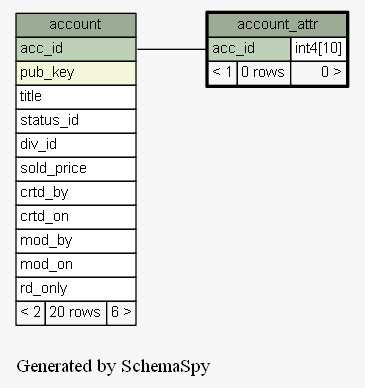 account
acc_id
pub_key
title
status_id
div_id
sold_price
crtd_by
crtd_on
mod_by
mod_on
rd_only
< 2 20 rows 6 >
account_attr
acc_id int4[10]
< 1 0 rows 0 >
Generated by SchemaSpy